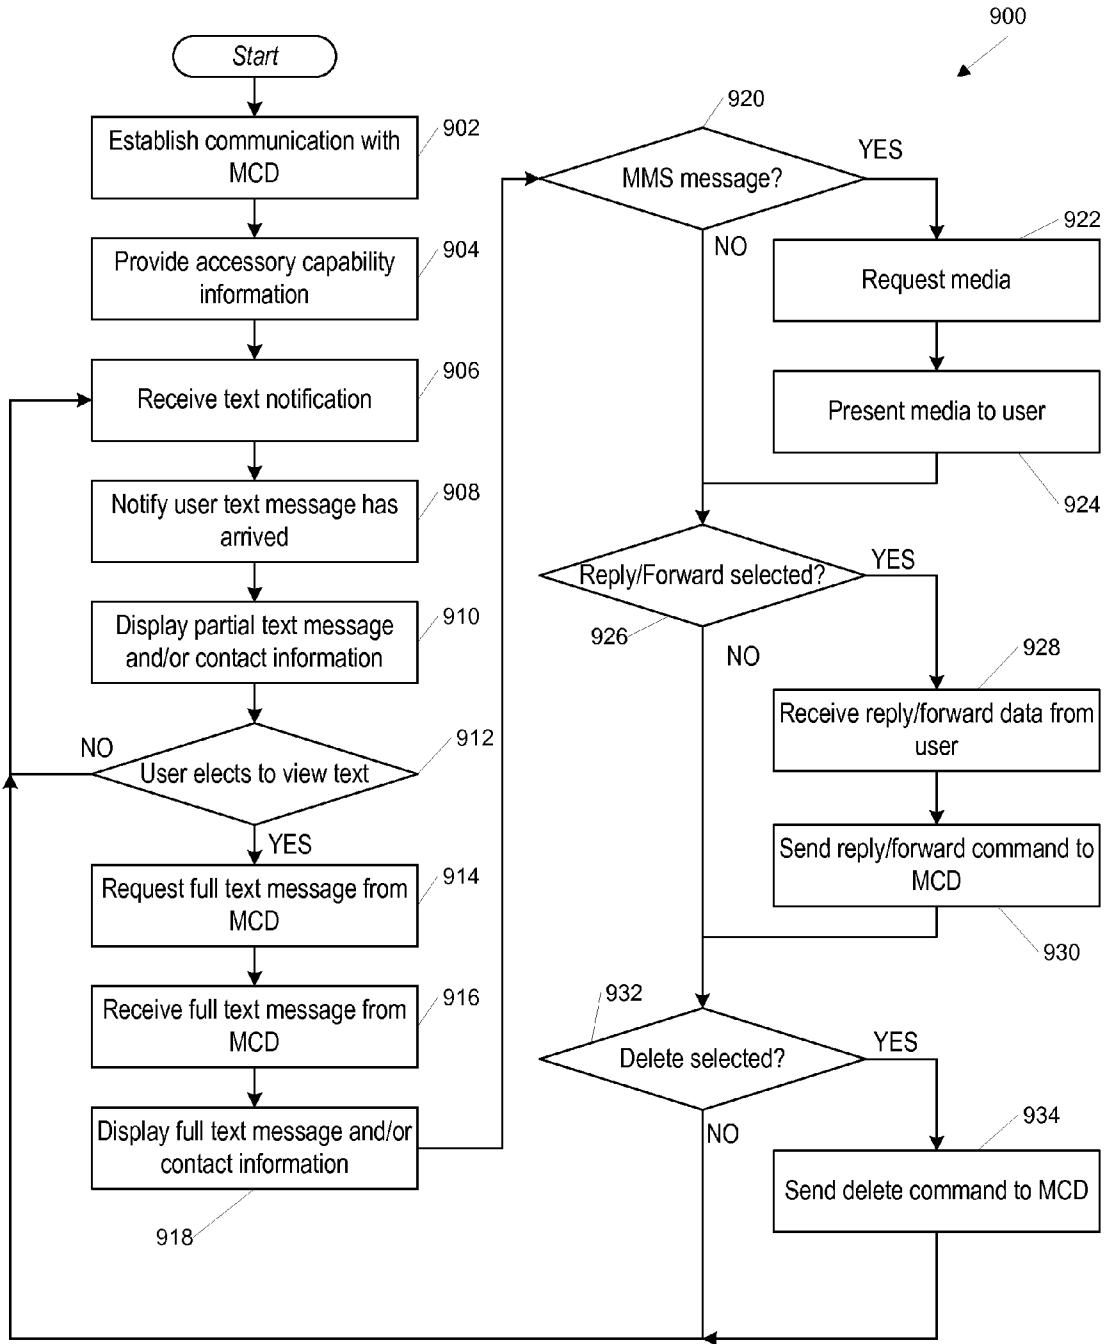 900
Start
902
Establish communication with
MCD
904
Provide accessory capability
information
906
Receive text notification
908
Notify user text message has
arrived
910
Display partial text message
and/or contact information
912
NO
User elects to view text
YES
914
Request full text message from
MCD
916
Receive full text message from
MCD
Display full text message and/or
contact information
918
920
MMS message?
YES
NO
922
Request media
Present media to user
924
Reply/Forward selected?
YES
926
NO
928
Receive reply/forward data from
user
Send reply/forward command to
MCD
930
932
Delete selected?
YES
NO
934
Send delete command to MCD